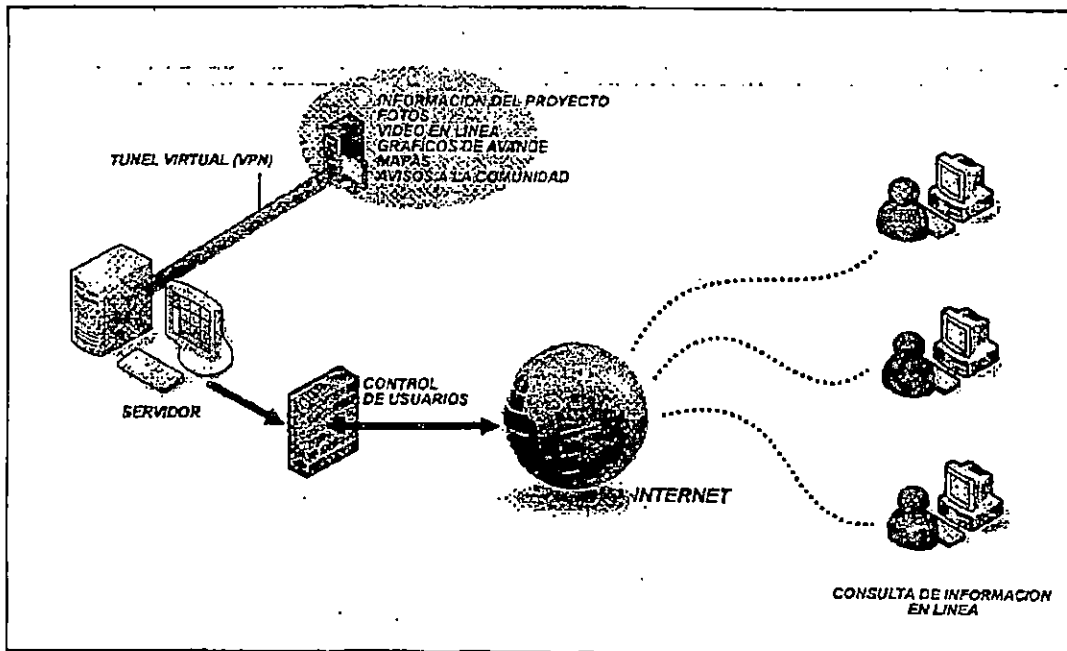 INFORMACION DEL PROYECTO
FOTOS
VIDEO EN LINEA
GRAFICOS DE AVANDE
MAPAS
AVISOS A LA COMUNIDAD
TUNEL VIRTUAL (VPN)
SERVIDOR
CONTROL
DE USUARIOS
INTERNET
CONSULTA DE INFORMACION
EN LINEA